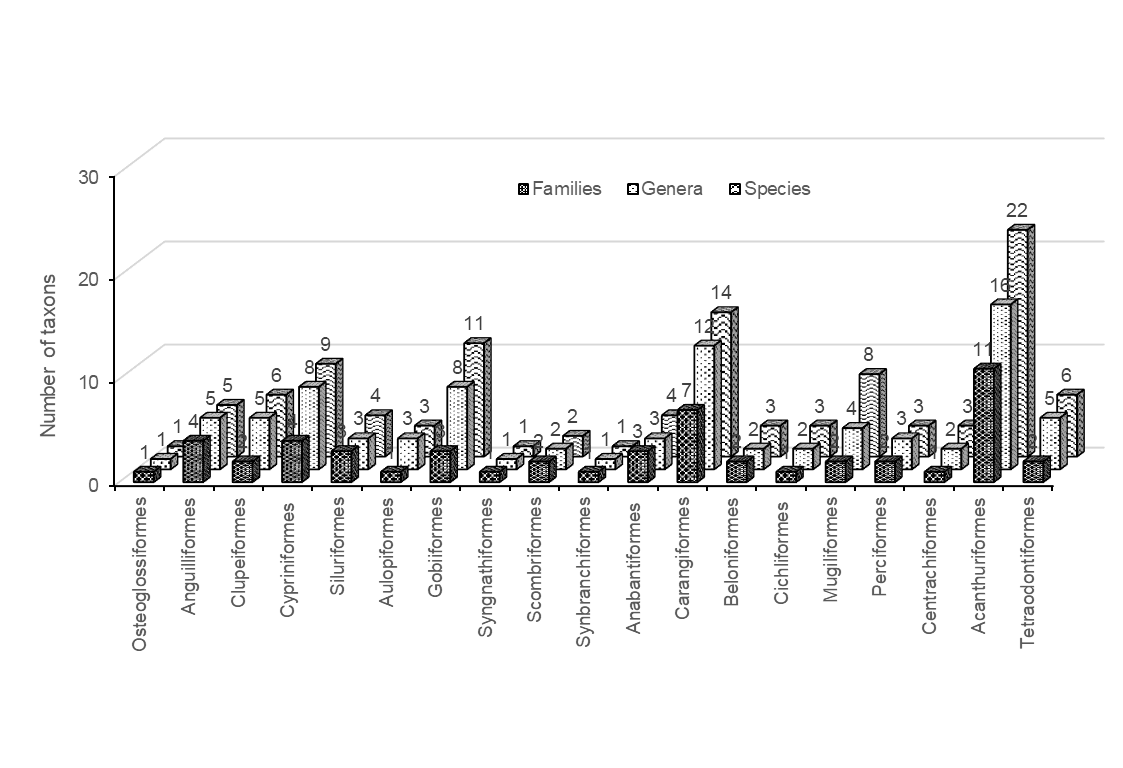 Number of taxons
30
20
10
0
Families Genera Species
1 1 1
4 5 5
5 6
8 9
3 4
3 3
8 11
1 1
2 2
1 1
3 3 4
7 12 14
2 3
2 3
4 8
3 3
2 3
11 16 22
5 6
Osteoglossiformes
Anguilliformes
Clupeiformes
Cypriniformes
Siluriformes
Aulopiformes
Gobiiformes
Syngnathiformes
Scombriformes
Synbranchiformes
Anabantiformes
Carangiformes
Beloniformes
Cichliformes
Mugiliformes
Perciformes
Centrachiformes
Acanthuriformes
Tetraodontiformes